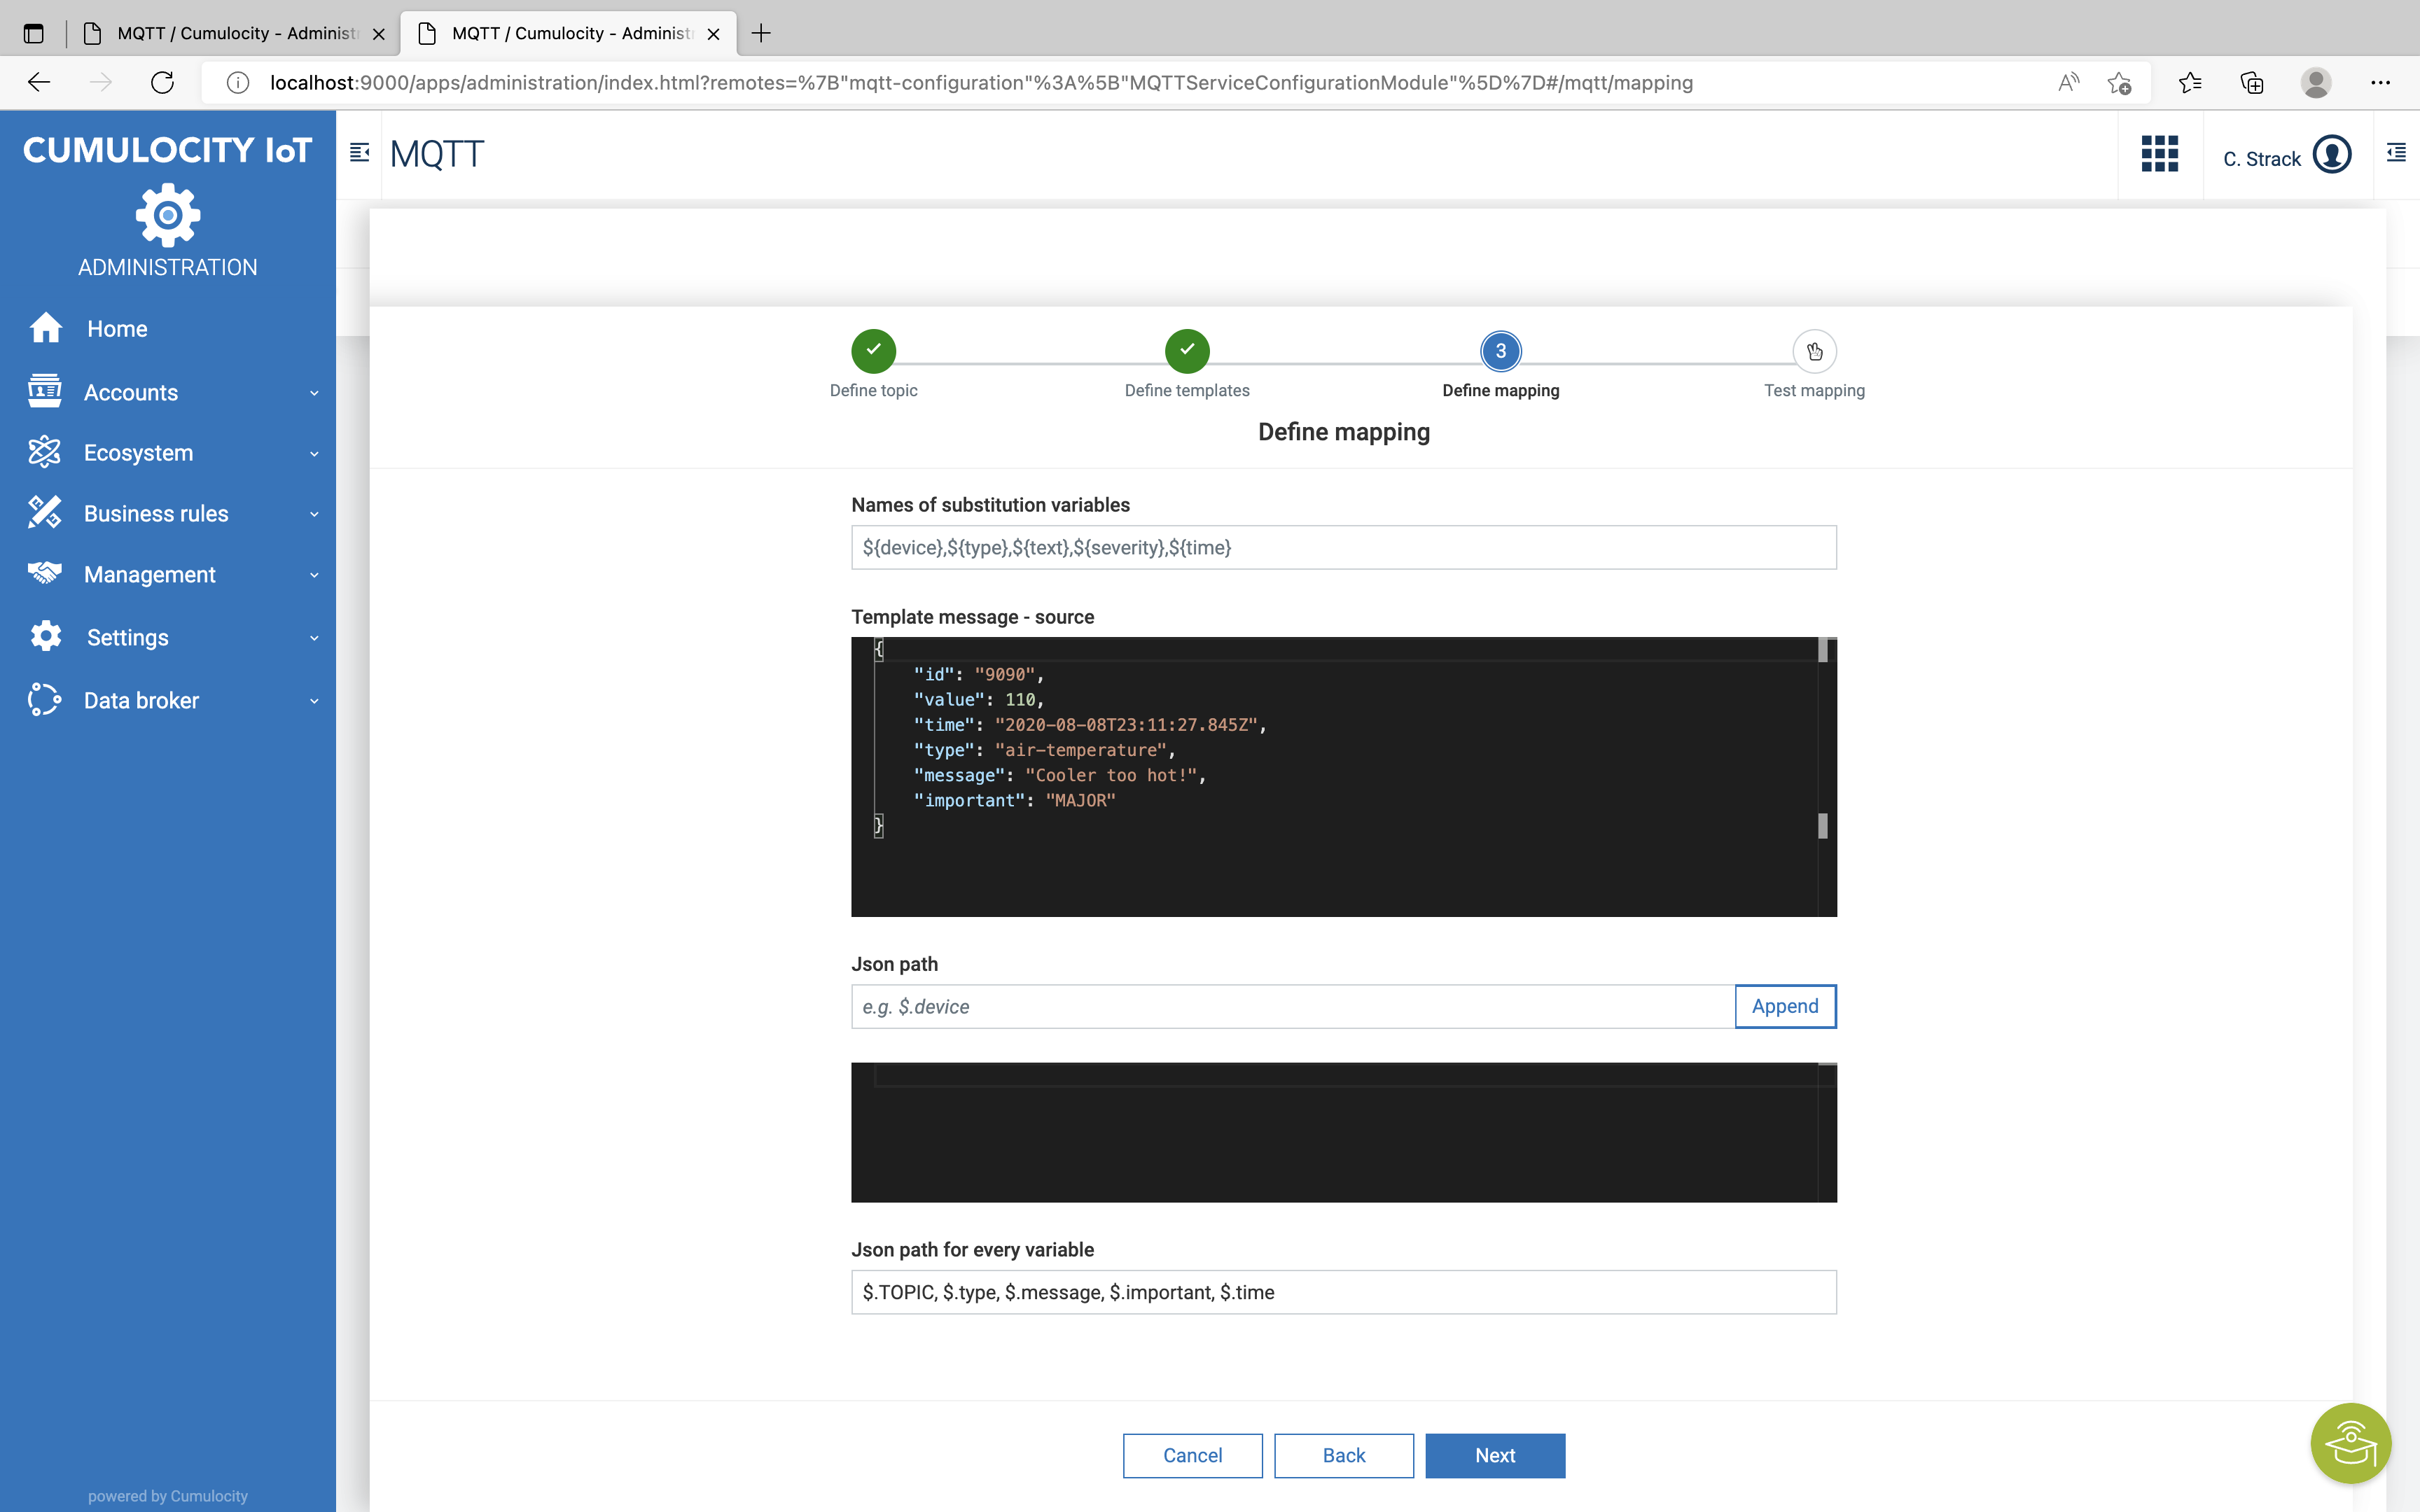 MQTT / Cumulocity - Administ
MQTT / Cumulocity - Administ
localhost:9000/apps/administration/index.html?remotes=%7B"mqtt-configuration"%3A%5B"MQTTServiceConfigurationModule"%5D%7D#/mqtt/mapping
CUMULOCITY IoT
ADMINISTRATION
Home
Accounts
Ecosystem
Business rules
Management
Settings
Data broker
powered by Cumulocity
MQTT
C. Strack
3
Define topic
Define templates
Define mapping
Test mapping
Define mapping
Names of substitution variables
${device},${type},${text},${severity},${time}
Template message - source
{
"id": "9090",
"value": 110,
"time": "2020-08-08T23:11:27.845Z",
"type": "air-temperature",
"message": "Cooler too hot!",
"important": "MAJOR"
}
Json path
e.g. $.device
Append
Json path for every variable
$.TOPIC, $.type, $.message, $.important, $.time
Cancel
Back
Next